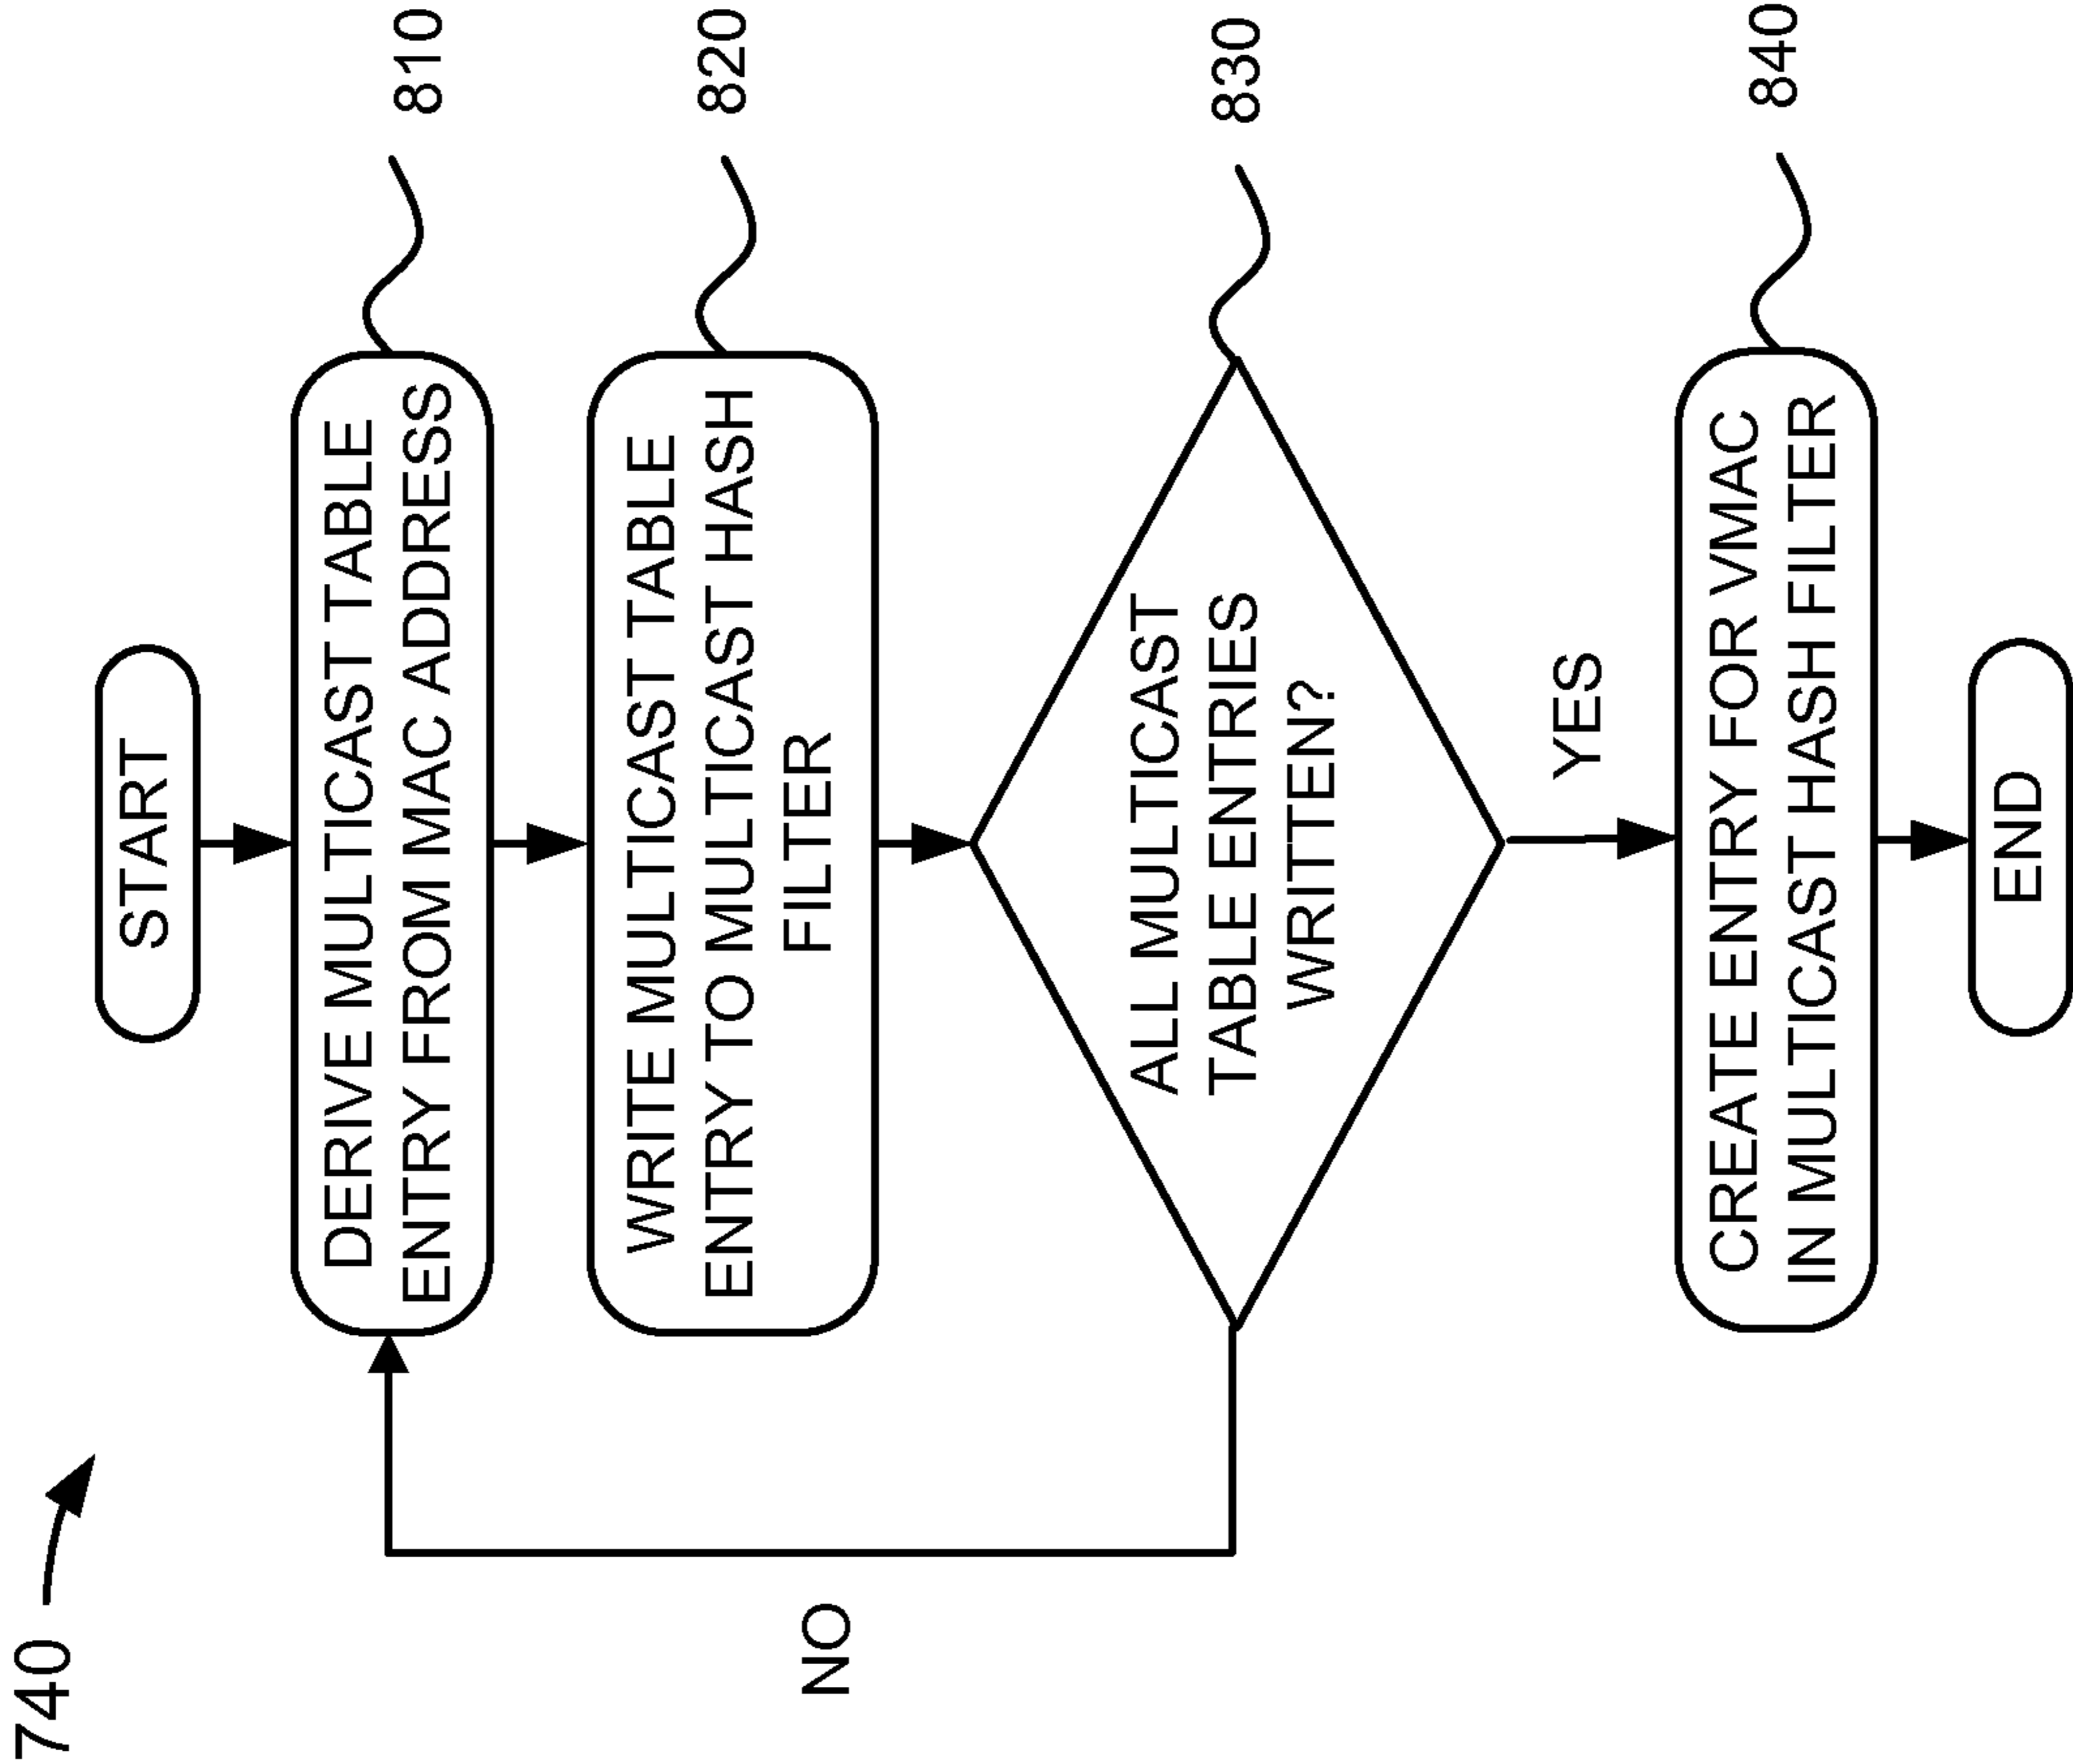 740
START
DERIVE MULTICAST TABLE
ENTRY FROM MAC ADDRESS
810
WRITE MULTICAST TABLE
ENTRY TO MULTICAST HASH
FILTER
820
ALL MULTICAST
TABLE ENTRIES
WRITTEN?
830
NO
YES
CREATE ENTRY FOR VMAC
IN MULTICAST HASH FILTER
840
END